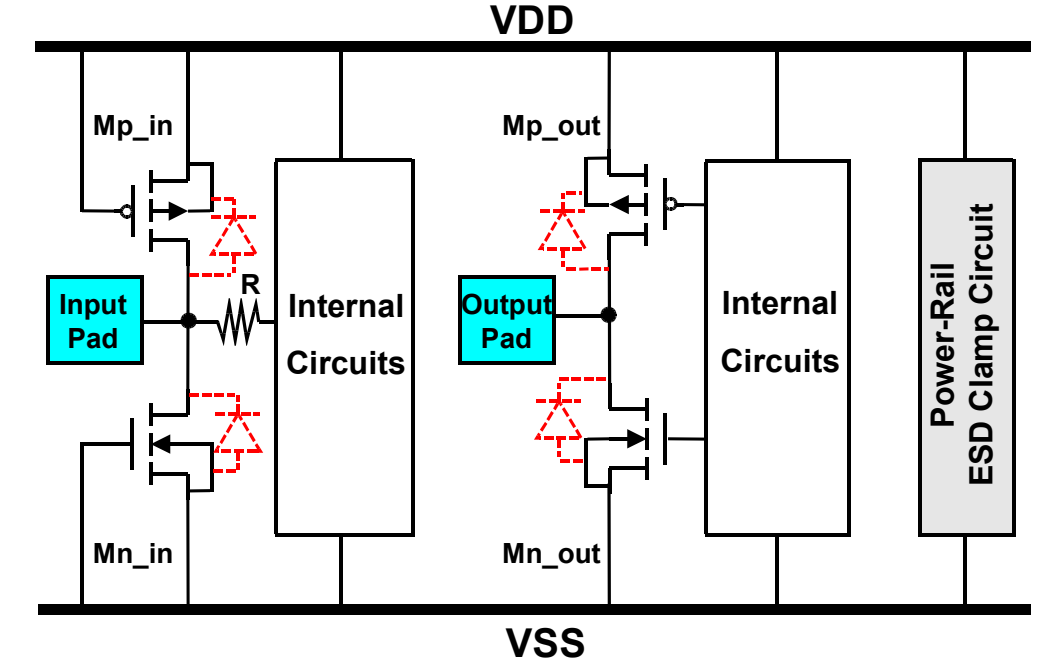 VDD
Mp_in
Mp_out
Input
Pad
R
Internal
Circuits
Output
Pad
Internal
Circuits
Power-Rail
ESD Clamp Circuit
Mn_in
Mn_out
VSS